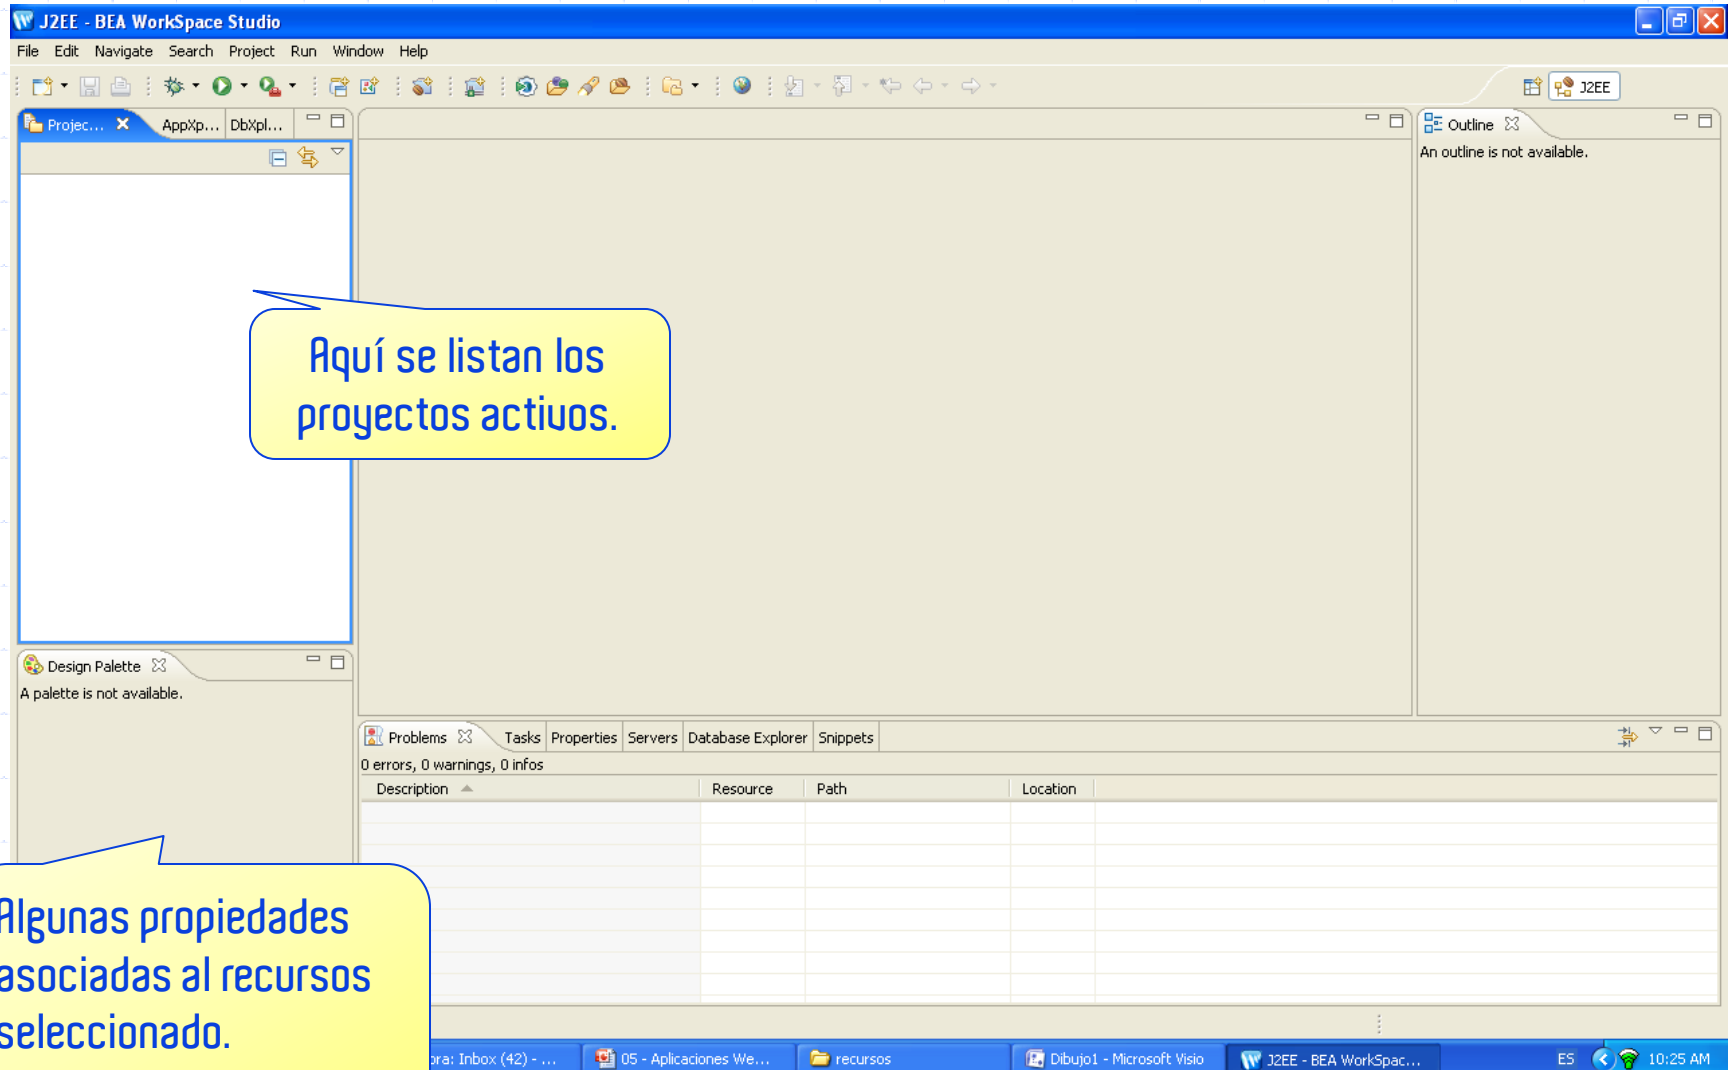 J2EE - BEA WorkSpace Studio
File Edit Navigate Search Project Run Window Help
J2EE
Projec... AppXp... DbXpl...
Outline
An outline is not available.
Aquí se listan los
proyectos activos.
Design Palette
A palette is not available.
Problems Tasks Properties Servers Database Explorer Snippets
0 errors, 0 warnings, 0 infos
Description Resource Path Location
Algunas propiedades
asociadas al recursos
seleccionado.
ora: Inbox (42) - ... 05 - Aplicaciones We... recursos Dibujo1 - Microsoft Visio J2EE - BEA WorkSpac... ES 10:25 AM